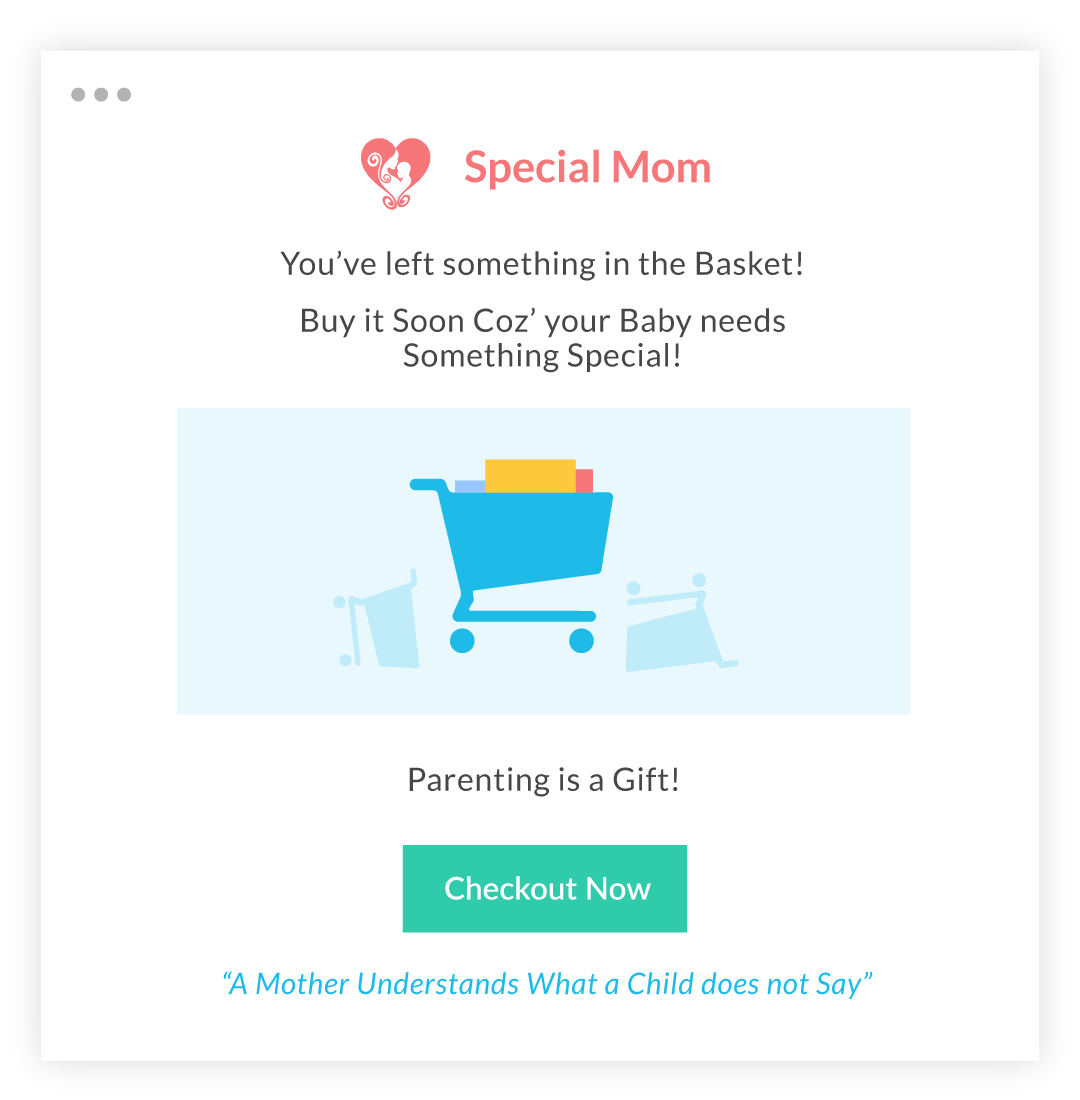 Special Mom
You’ve left something in the Basket!
Buy it Soon Coz’ your Baby needs
Something Special!
Parenting is a Gift!
Checkout Now
“A Mother Understands What a Child does not Say”